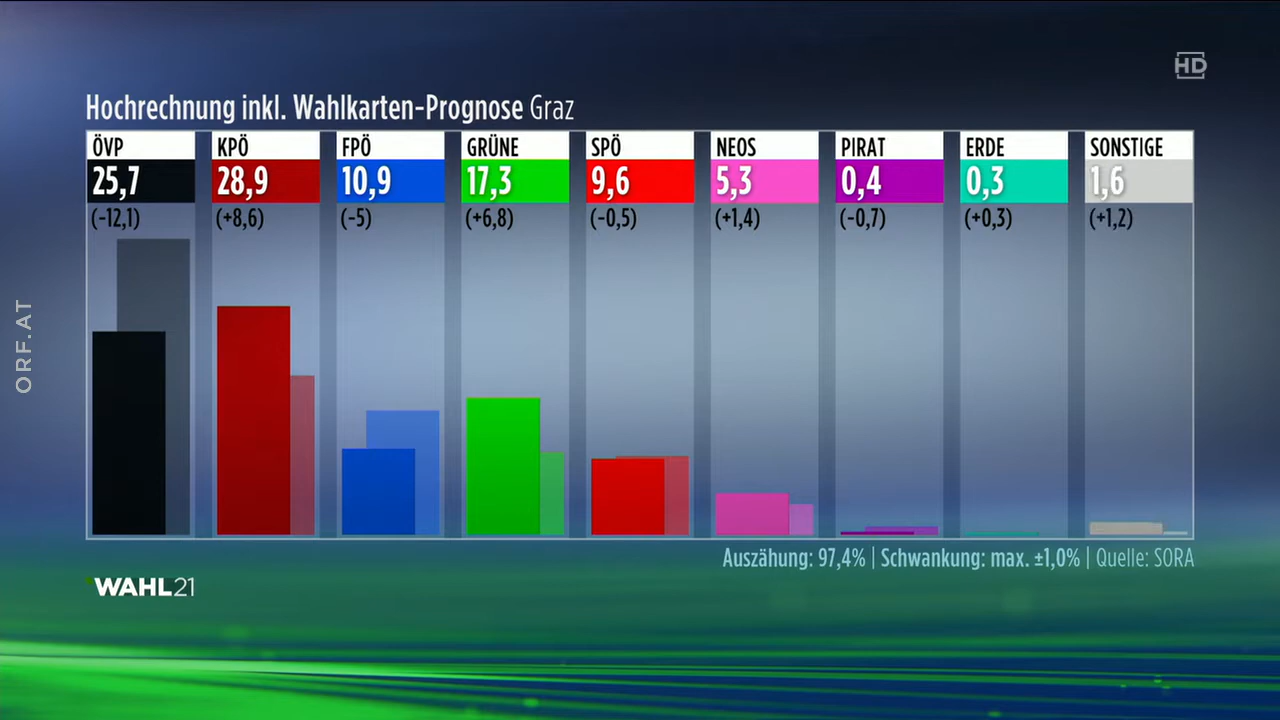 HD
Hochrechnung inkl. Wahlkarten-Prognose Graz
ÖVP KPÖ FPÖ GRÜNE SPÖ NEOS PIRAT ERDE SONSTIGE
25,7 28,9 10,9 17,3 9,6 5,3 0,4 0,3 1,6
(-12,1) (+8,6) (-5) (+6,8) (-0,5) (+1,4) (-0,7) (+0,3) (+1,2)
ORF.AT
Auszählung: 97,4% | Schwankung: max. ±1,0% | Quelle: SORA
WAHL21